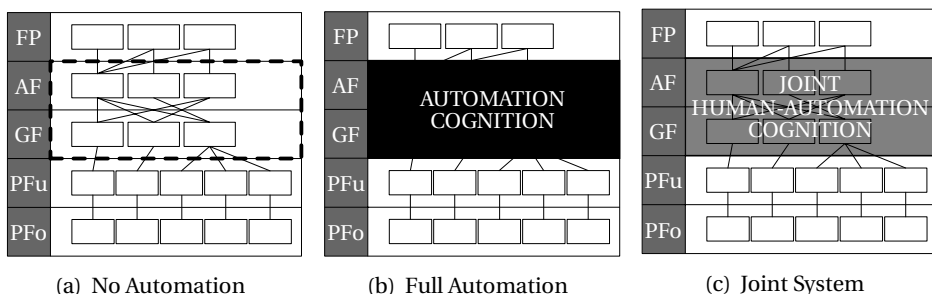 FP
AF
GF
PFu
PFo
(a) No Automation
FP
AF
GF
PFu
PFo
AUTOMATION
COGNITION
(b) Full Automation
FP
AF
GF
PFu
PFo
JOINT
HUMAN-AUTOMATION
COGNITION
(c) Joint System